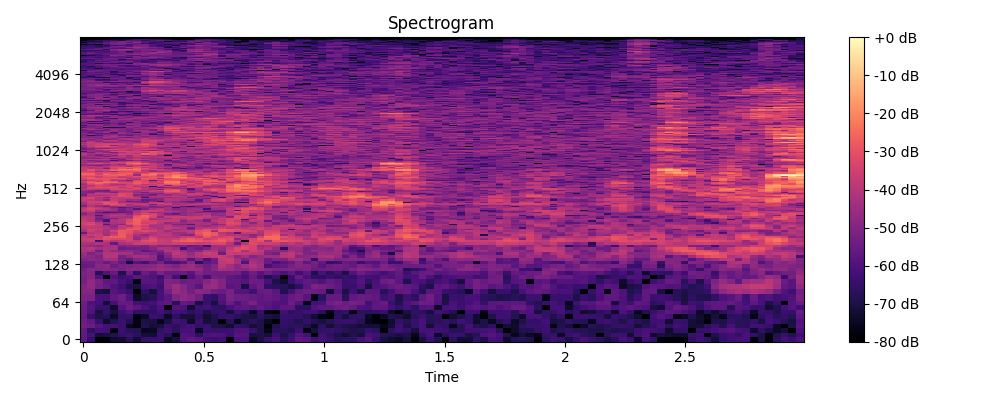 Spectrogram
Hz
4096
2048
1024
512
256
128
64
0
0
0.5
1
1.5
2
2.5
Time
+0 dB
-10 dB
-20 dB
-30 dB
-40 dB
-50 dB
-60 dB
-70 dB
-80 dB